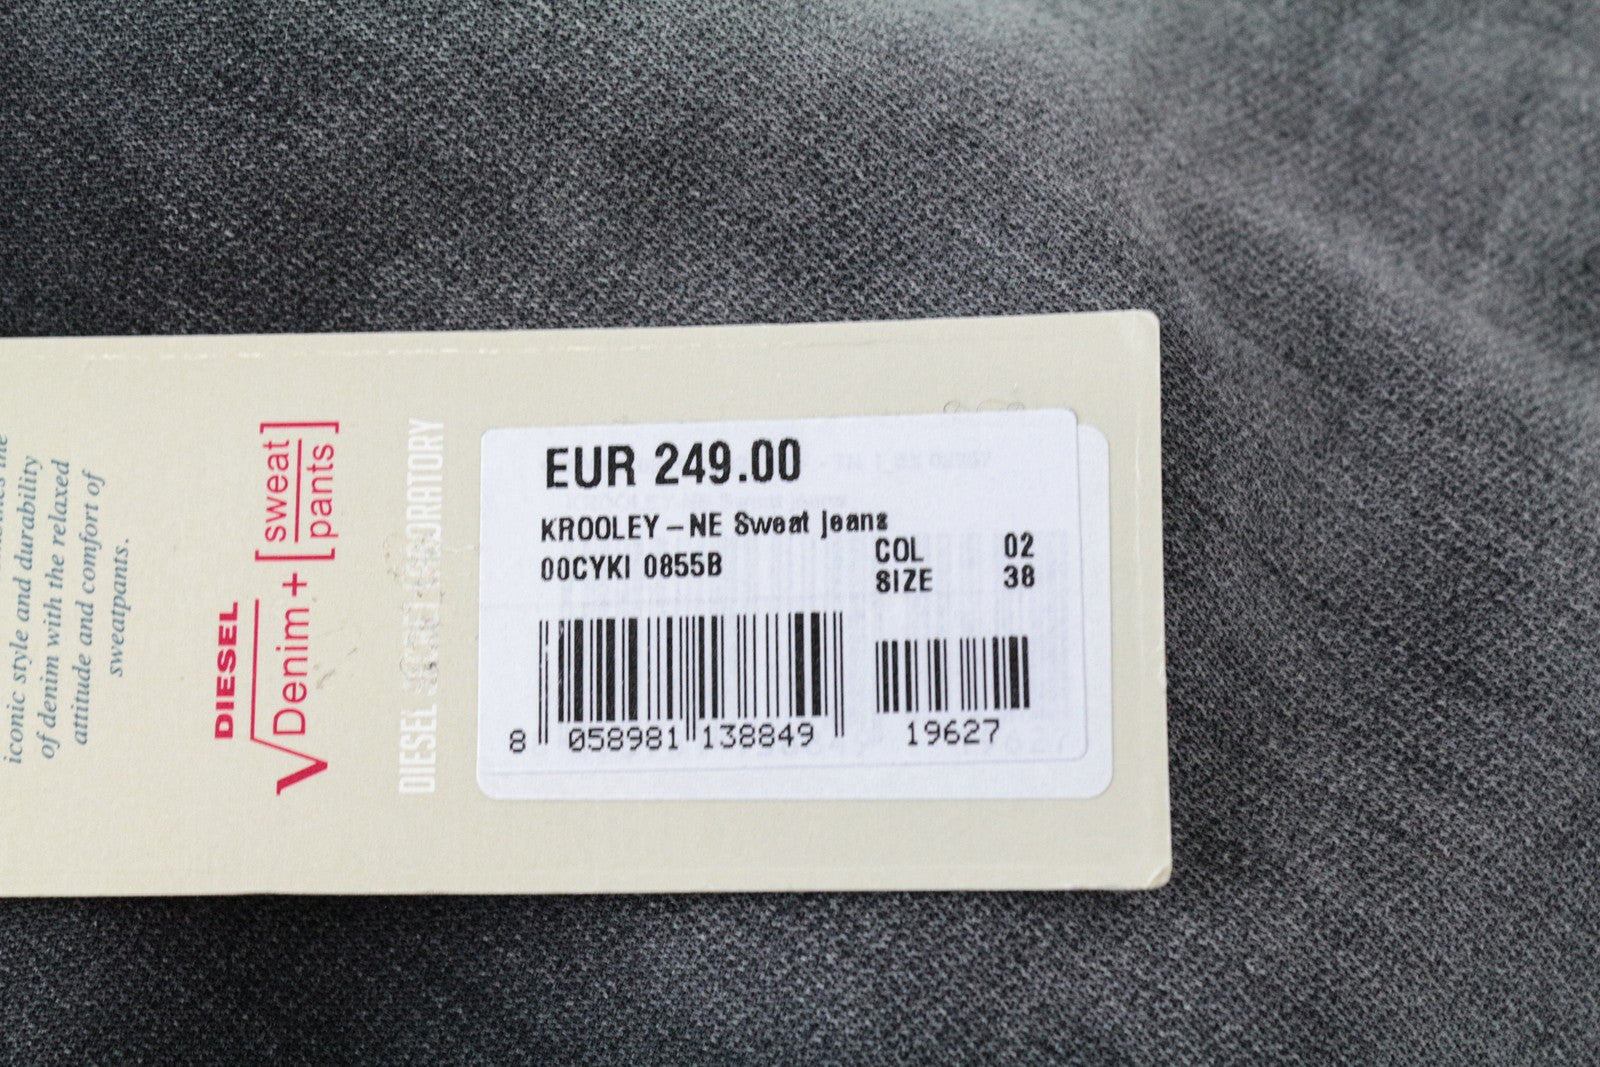 iconic style and durability
of denim with the relaxed
attitude and comfort of
sweatpants.
DIESEL
√Denim + [sweat
pants]
DIESEL
EUR 249.00
KROOLEY-NE Sweat jeans
00CYKI 0855B
COL 02
SIZE 38
8 058981 138849
19627